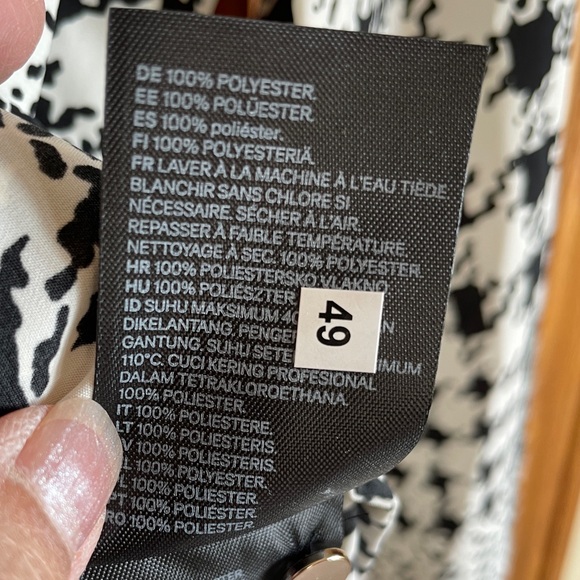 DE 100% POLYESTER.
EE 100% POLÜESTER.
ES 100% poliéster.
FI 100% POLYESTERIÄ.
FR LAVER À LA MACHINE À L'EAU TIÈDE
BLANCHIR SANS CHLORE SI
NÉCESSAIRE. SÉCHER À L'AIR.
REPASSER À FAIBLE TEMPÉRATURE.
NETTOYAGE À SEC. 100% POLYESTER.
HR 100% POLIESTERSKO VLAKNO.
HU 100% POLIÉSZTER
ID SUHU MAKSIMUM
DIKELANTANG,
GANTUNG. SUHU
110°C. CUCI KERING PROFESIONAL
DALAM TETRAKLOROETHANA.
100% POLIESTER.
IT 100% POLIESTERE.
LT 100% POLIESTERIS.
V 100% POLIESTERIS.
L 100% POLYESTER.
100% POLIESTER.
PT 100% POLIÉSTER.
RO 100% POLIESTER.
49